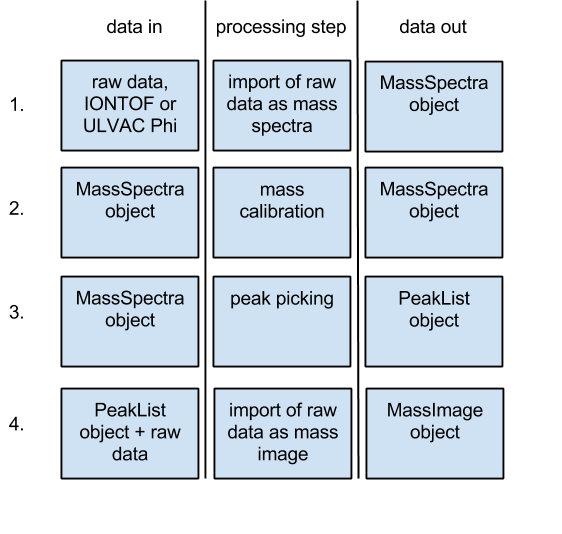 data in
processing step
data out
1.
raw data,
IONTOF or
ULVAC Phi
import of raw
data as mass
spectra
MassSpectra
object
2.
MassSpectra
object
mass
calibration
MassSpectra
object
3.
MassSpectra
object
peak picking
PeakList
object
4.
PeakList
object + raw
data
import of raw
data as mass
image
MassImage
object